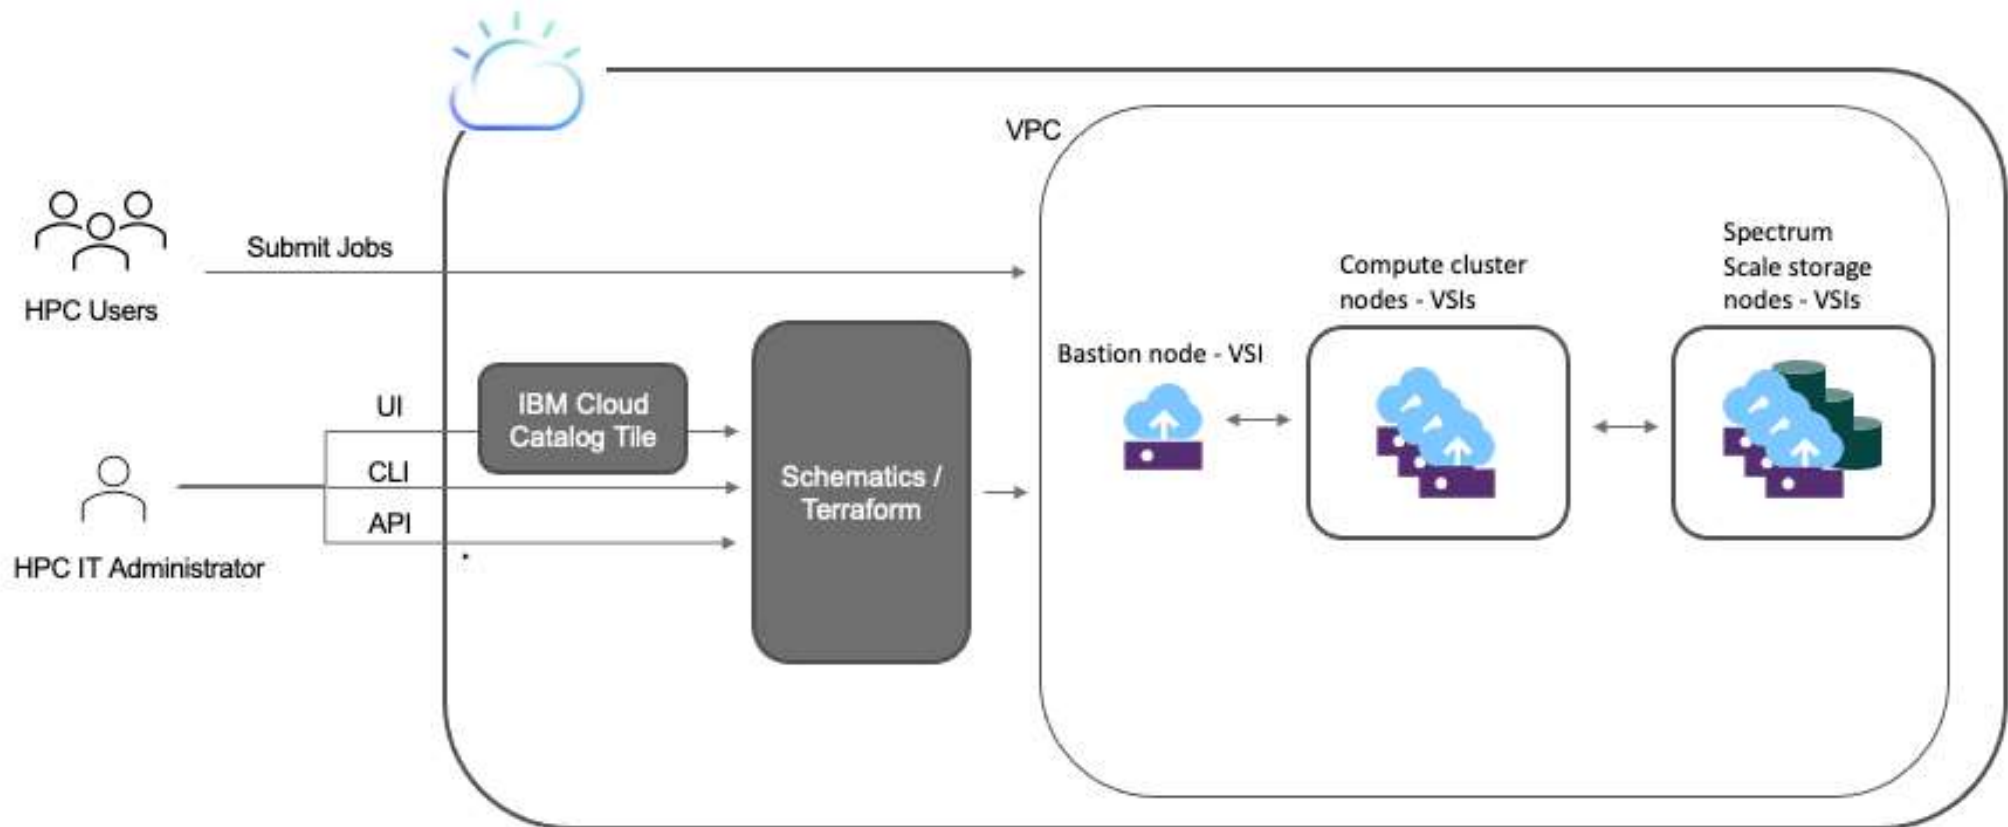 VPC
Submit Jobs
HPC Users
Spectrum
Scale storage
nodes - VSIs
Compute cluster
nodes - VSIs
Bastion node - VSI
UI
IBM Cloud
Catalog Tile
CLI
Schematics /
Terraform
API
HPC IT Administrator